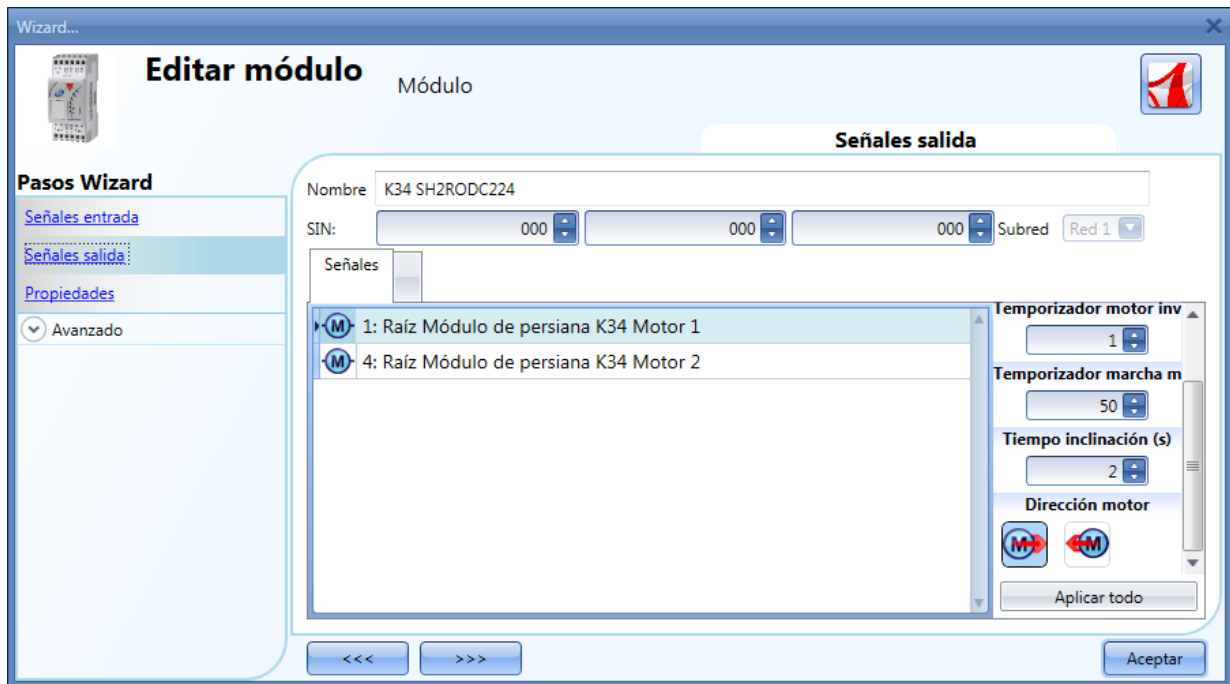 Wizard...
Editar módulo
Módulo
Señales salida
Pasos Wizard
Señales entrada
Señales salida
Propiedades
Avanzado
Nombre K34 SH2RODC224
SIN: 000 000 000 Subred Red 1
Señales
1: Raíz Módulo de persiana K34 Motor 1
4: Raíz Módulo de persiana K34 Motor 2
Temporizador motor inv
1
Temporizador marcha m
50
Tiempo inclinación (s)
2
Dirección motor
M M
Aplicar todo
<<< >>>
Aceptar